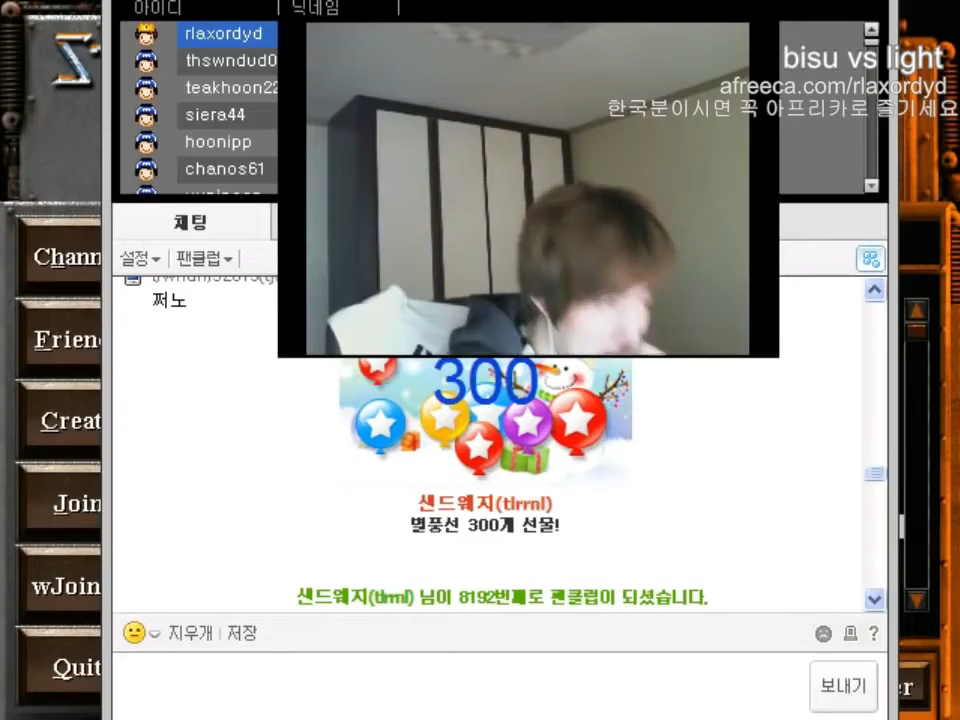 아이디
닉네임
rlaxordyd
thswndud0
teakhoon22
siera44
hoonipp
chanos61
bisu vs light
afreeca.com/rlaxordyd
한국분이시면 꼭 아프리카로 즐기세요
채팅
설정
팬클럽
쩌노
300
샌드웨지(tlrrnl)
별풍선 300개 선물!
샌드웨지(tlrrnl) 님이 8192번째로 팬클럽이 되셨습니다.
지우개
저장
?
보내기
Chann
Frien
Creat
Join
wJoin
Quit
er